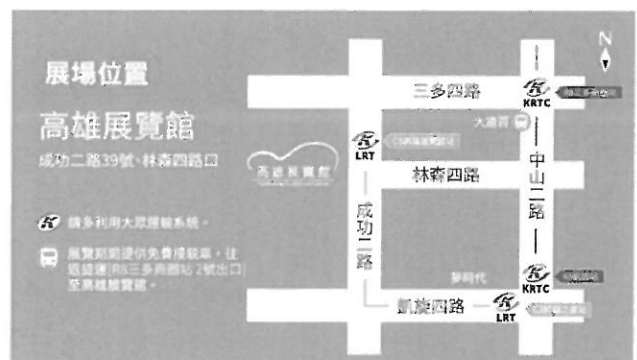 展場位置
高雄展覽館
成功二路39號、林森四路口
請多利用大眾運輸系統。
展覽期間提供免費接駁車，往
返捷運(R8三多商圈站 2號出口)
至高雄展覽館。
N
三多四路
KRTC
LRT
高雄展覽館
林森四路
中山二路
成功二路
夢時代
KRTC
凱旋四路
LRT